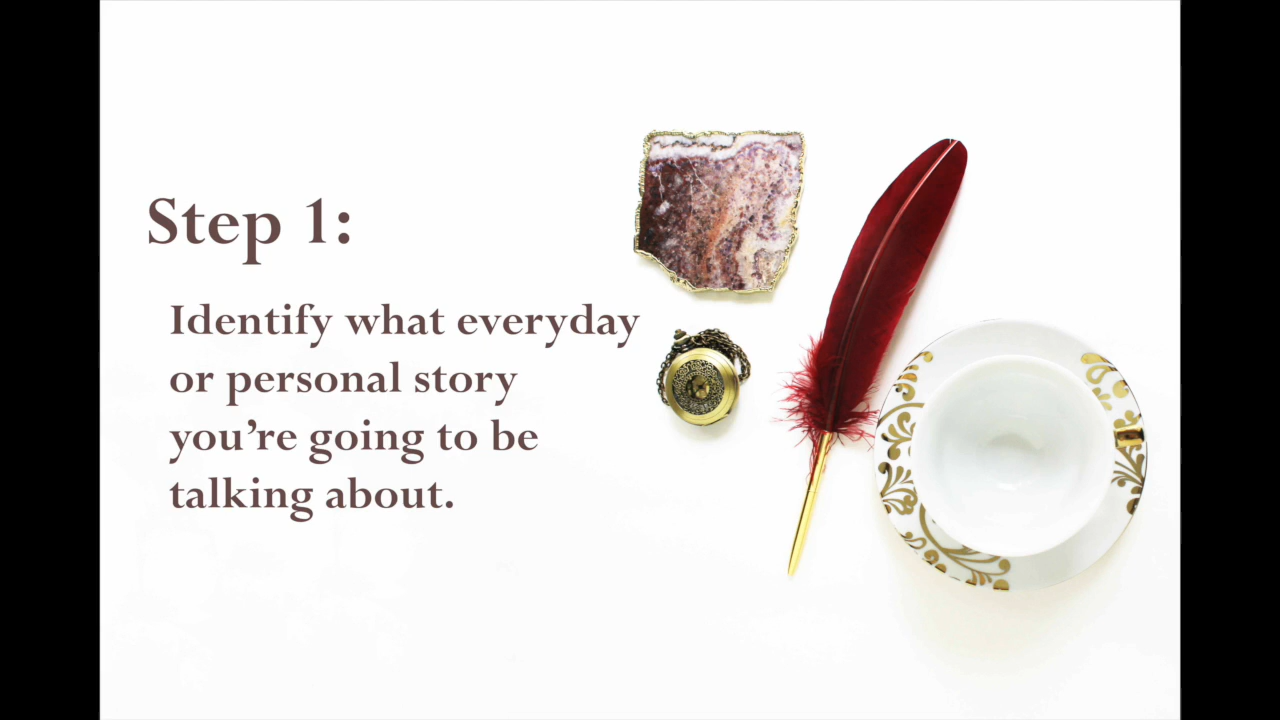 Step 1:
Identify what everyday
or personal story
you're going to be
talking about.